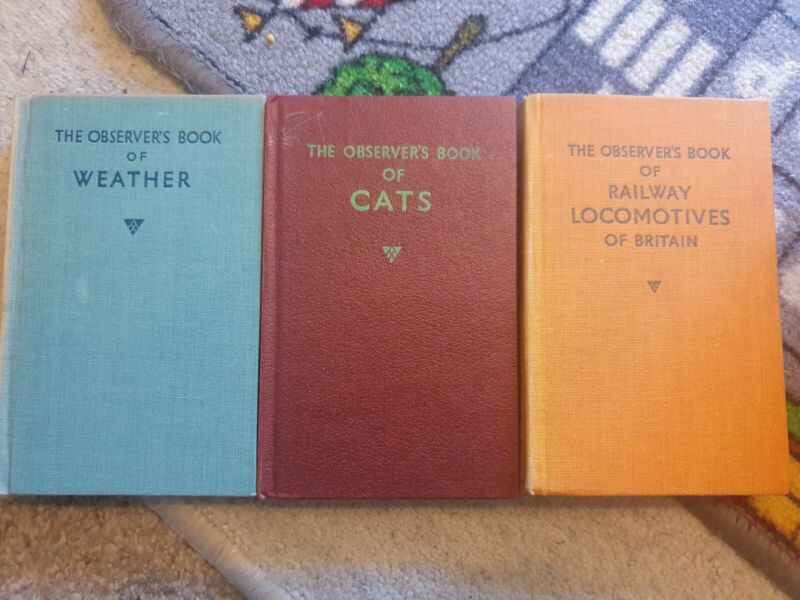 THE OBSERVER'S BOOK
OF
WEATHER
THE OBSERVER'S BOOK
OF
CATS
THE OBSERVER'S BOOK
OF
RAILWAY
LOCOMOTIVES
OF BRITAIN